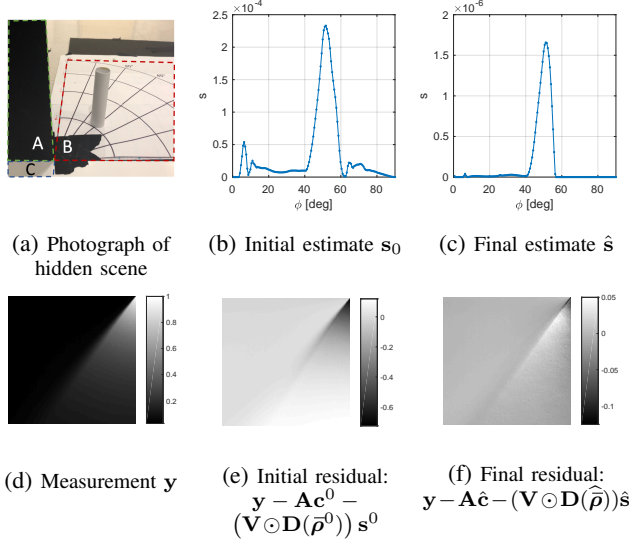 A
B
C
×10⁻⁴
2.5
2
1.5
1
0.5
0
s
0 20 40 60 80
ϕ [deg]
×10⁻⁶
2
1.5
1
0.5
0
s
0 20 40 60 80
ϕ [deg]
(a) Photograph of
hidden scene
(b) Initial estimate s₀
(c) Final estimate ŝ
1
0.8
0.6
0.4
0.2
0
-0.2
-0.4
-0.6
0.05
0
-0.05
-0.1
(d) Measurement y
(e) Initial residual:
y − Ac⁰ −
(V⊙D(ρ̄⁰)) s⁰
(f) Final residual:
y−Aĉ−(V⊙D(ρ̄̂))ŝ